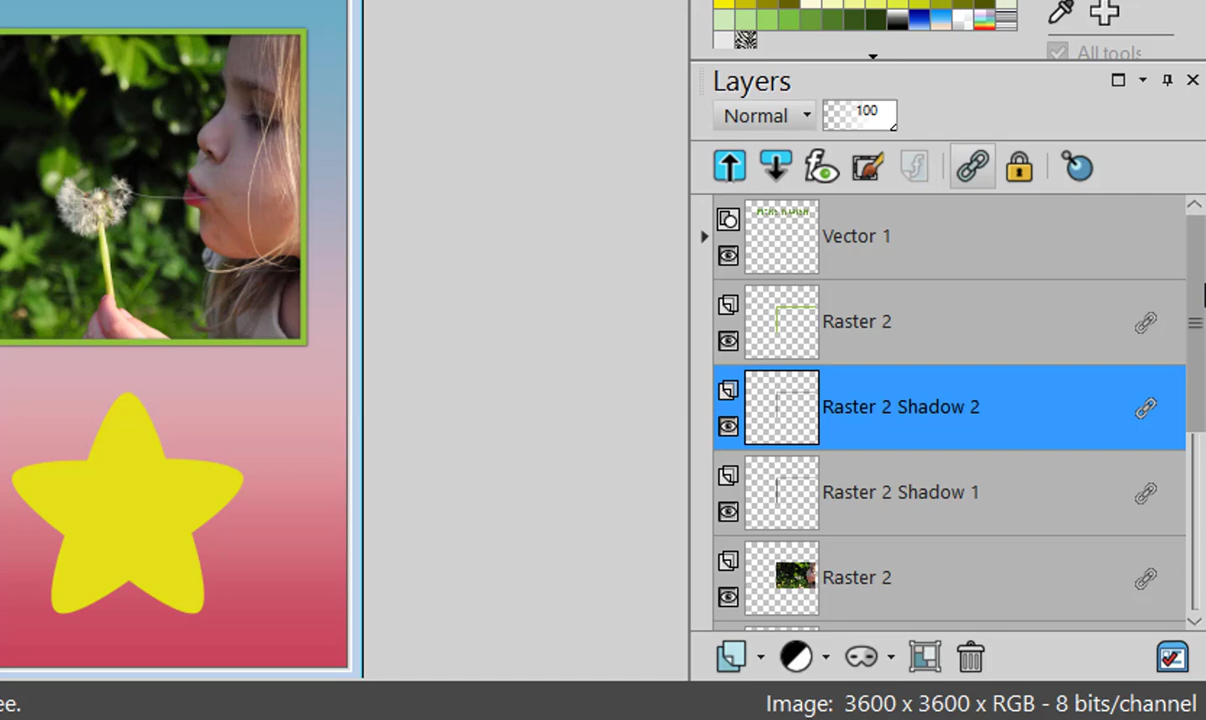 All tools
Layers
Normal
100
Vector 1
Raster 2
Raster 2 Shadow 2
Raster 2 Shadow 1
Raster 2
ee.
Image: 3600 x 3600 x RGB - 8 bits/channel